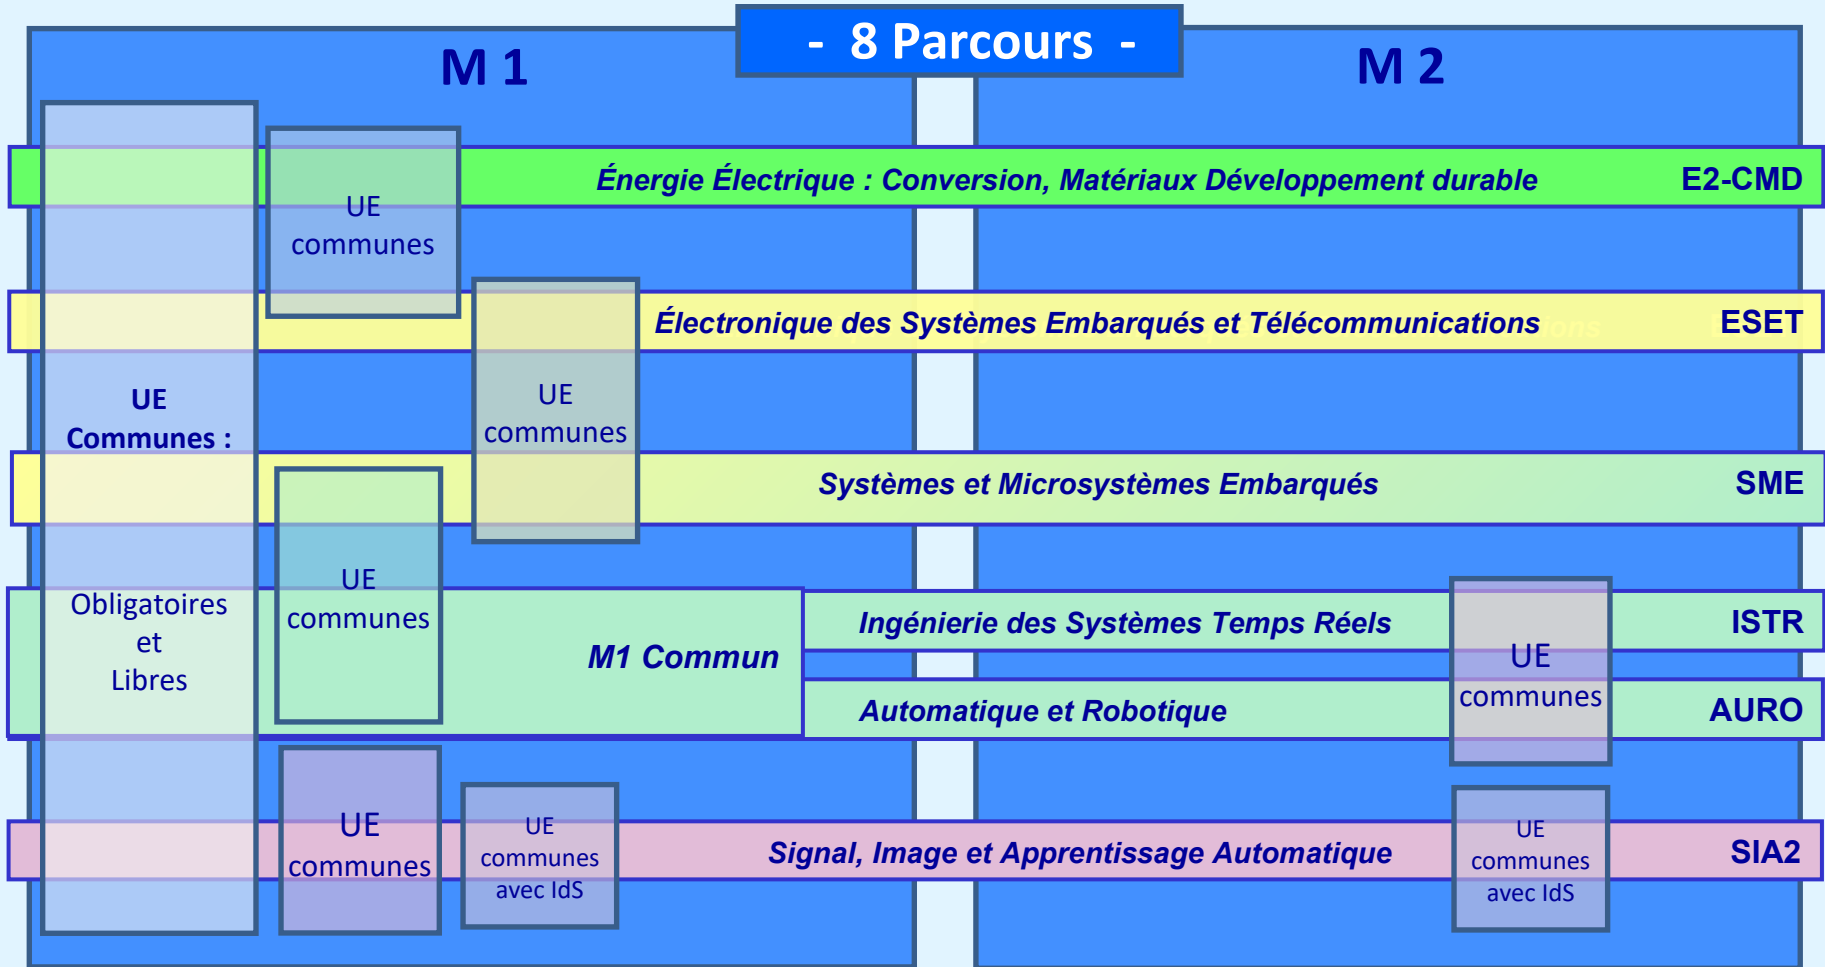 - 8 Parcours -
M 1
M 2
Énergie Électrique : Conversion, Matériaux Développement durable
E2-CMD
UE
communes
Électronique des Systèmes Embarqués et Télécommunications
ESET
UE
communes
UE
Communes :
Obligatoires
et
Libres
Systèmes et Microsystèmes Embarqués
SME
UE
communes
M1 Commun
Ingénierie des Systèmes Temps Réels
ISTR
Automatique et Robotique
AURO
UE
communes
UE
communes
UE
communes
avec IdS
Signal, Image et Apprentissage Automatique
SIA2
UE
communes
avec IdS